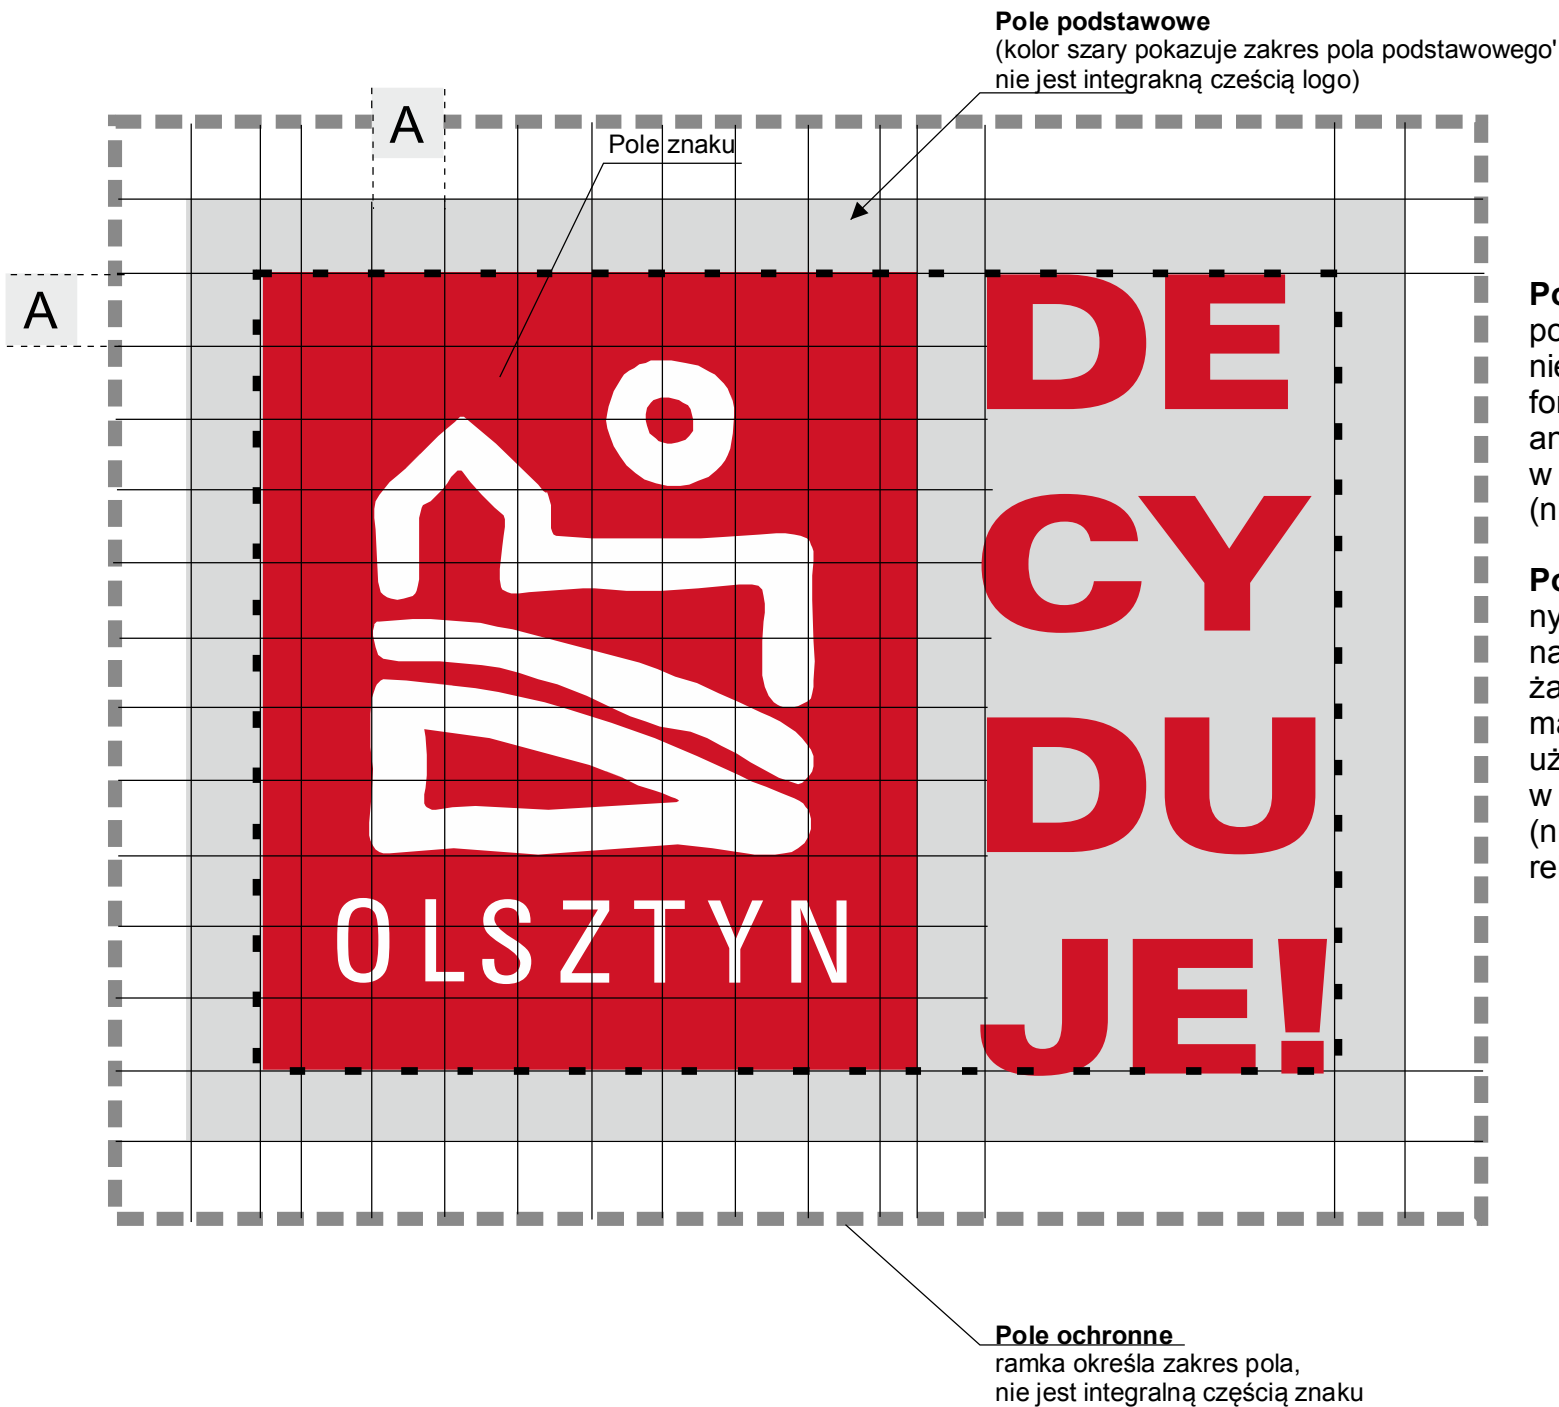 Pole podstawowe
(kolor szary pokazuje zakres pola podstawowego'
nie jest integrakną cześcią logo)
A
Pole znaku
A
DE
CY
DU
JE!
OLSZTYN
(n
w
(n
re
Pole ochronne
ramka określa zakres pola,
nie jest integralną częścią znaku